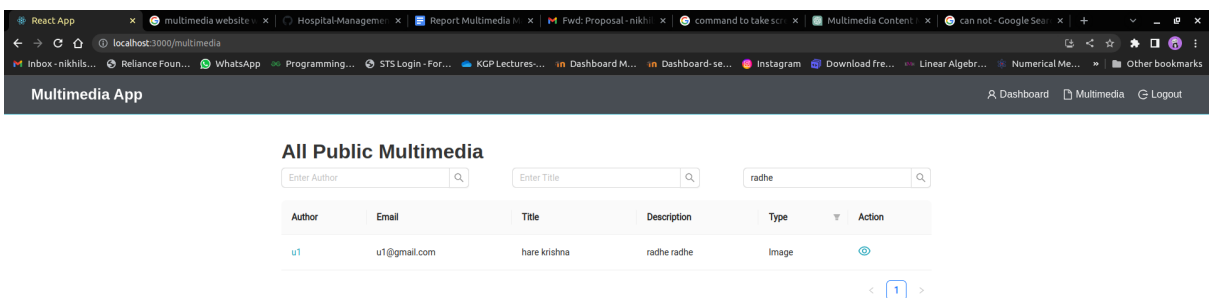 React App multimedia website w Hospital-Managemen Report Multimedia M Fwd: Proposal - nikhil command to take scre Multimedia Content can not - Google Sear
localhost:3000/multimedia
Inbox - nikhils... Reliance Foun... WhatsApp Programming... STS Login - For... KGP Lectures-... Dashboard M... Dashboard- se... Instagram Download fre... Linear Algebr... Numerical Me... » Other bookmarks
Multimedia App Dashboard Multimedia Logout
All Public Multimedia
Enter Author Enter Title radhe
Author Email Title Description Type Action
u1 u1@gmail.com hare krishna radhe radhe Image
< 1 >